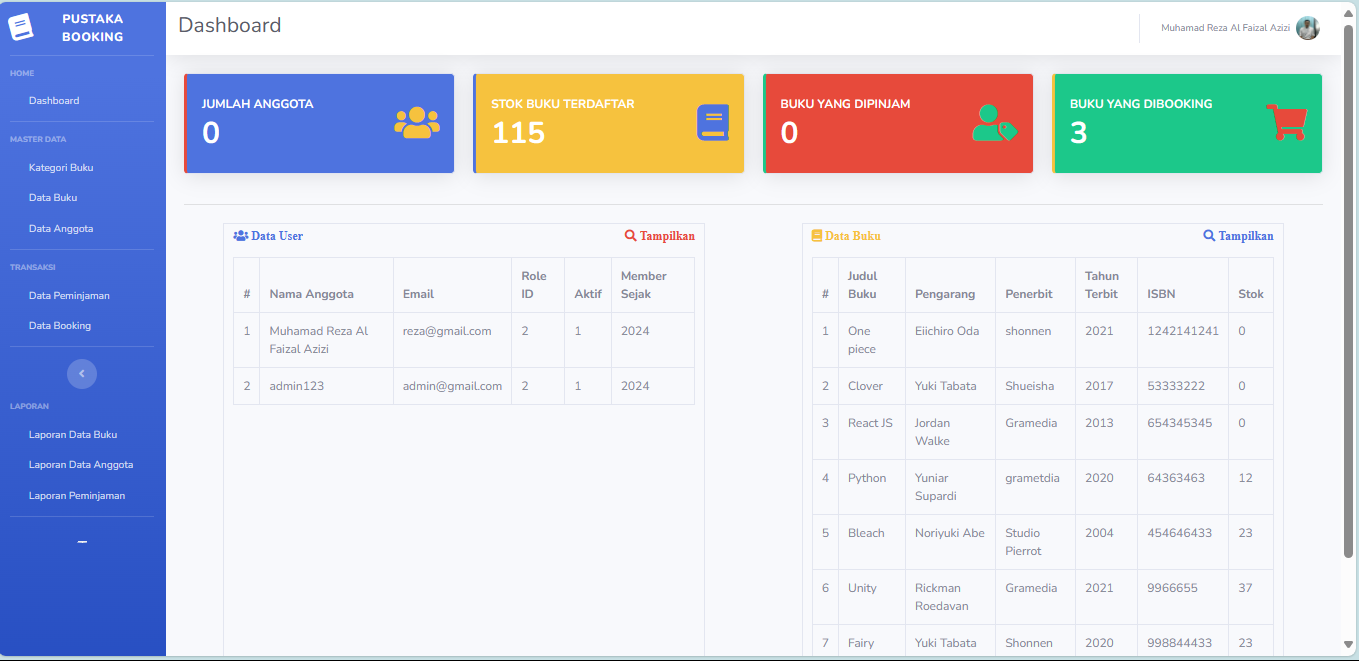 PUSTAKA
BOOKING
HOME
Dashboard
MASTER DATA
Kategori Buku
Data Buku
Data Anggota
TRANSAKSI
Data Peminjaman
Data Booking
LAPORAN
Laporan Data Buku
Laporan Data Anggota
Laporan Peminjaman
Dashboard
Muhamad Reza Al Faizal Azizi
JUMLAH ANGGOTA
0
STOK BUKU TERDAFTAR
115
BUKU YANG DIPINJAM
0
BUKU YANG DIBOOKING
3
Data User Tampilkan
# Nama Anggota Email Role ID Aktif Member Sejak
1 Muhamad Reza Al Faizal Azizi reza@gmail.com 2 1 2024
2 admin123 admin@gmail.com 2 1 2024
Data Buku Tampilkan
# Judul Buku Pengarang Penerbit Tahun Terbit ISBN Stok
1 One piece Eiichiro Oda shonnen 2021 1242141241 0
2 Clover Yuki Tabata Shueisha 2017 53333222 0
3 React JS Jordan Walke Gramedia 2013 654345345 0
4 Python Yuniar Supardi grametdia 2020 64363463 12
5 Bleach Noriyuki Abe Studio Pierrot 2004 454646433 23
6 Unity Rickman Roedavan Gramedia 2021 9966655 37
7 Fairy Yuki Tabata Shonnen 2020 998844433 23